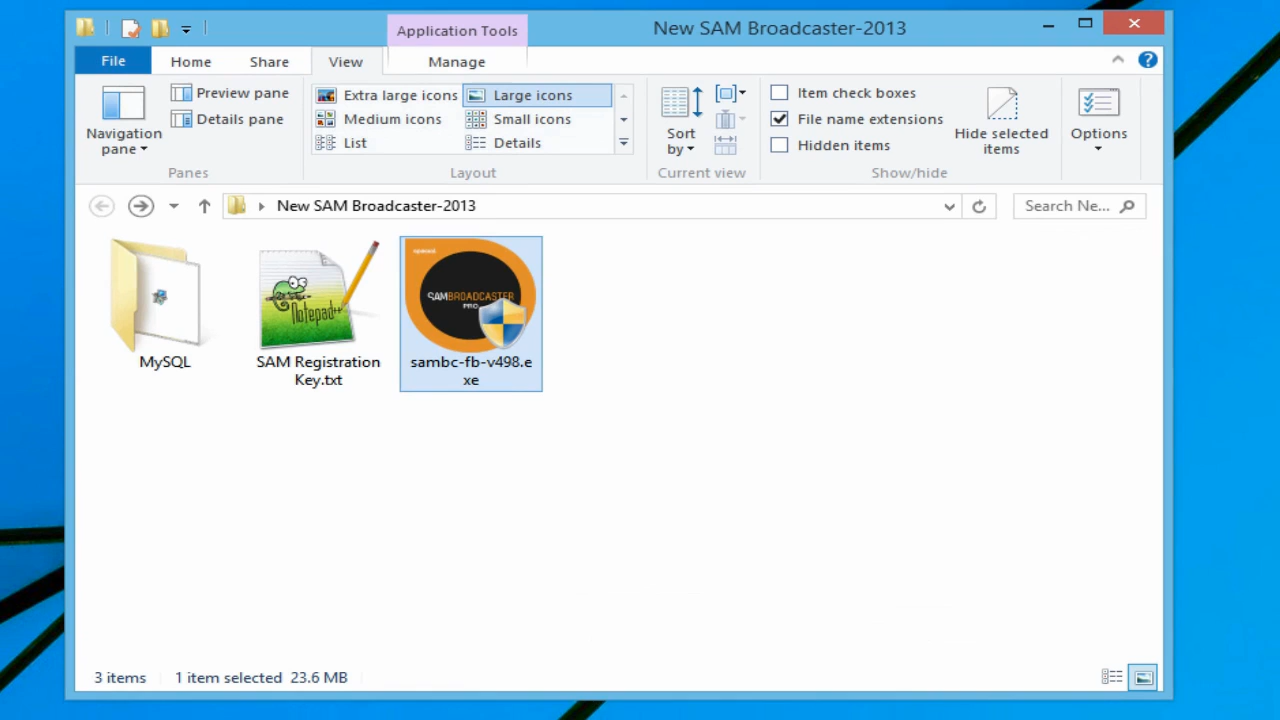 Application Tools
New SAM Broadcaster-2013
File
Home
Share
View
Manage
Navigation
pane
Preview pane
Details pane
Panes
Extra large icons
Large icons
Medium icons
Small icons
List
Details
Layout
Sort
by
Current view
Item check boxes
File name extensions
Hidden items
Hide selected
items
Show/hide
Options
New SAM Broadcaster-2013
Search Ne...
MySQL
Notepad++
SAM Registration
Key.txt
SAMBROADCASTER
PRO
sambc-fb-v498.e
xe
3 items
1 item selected 23.6 MB